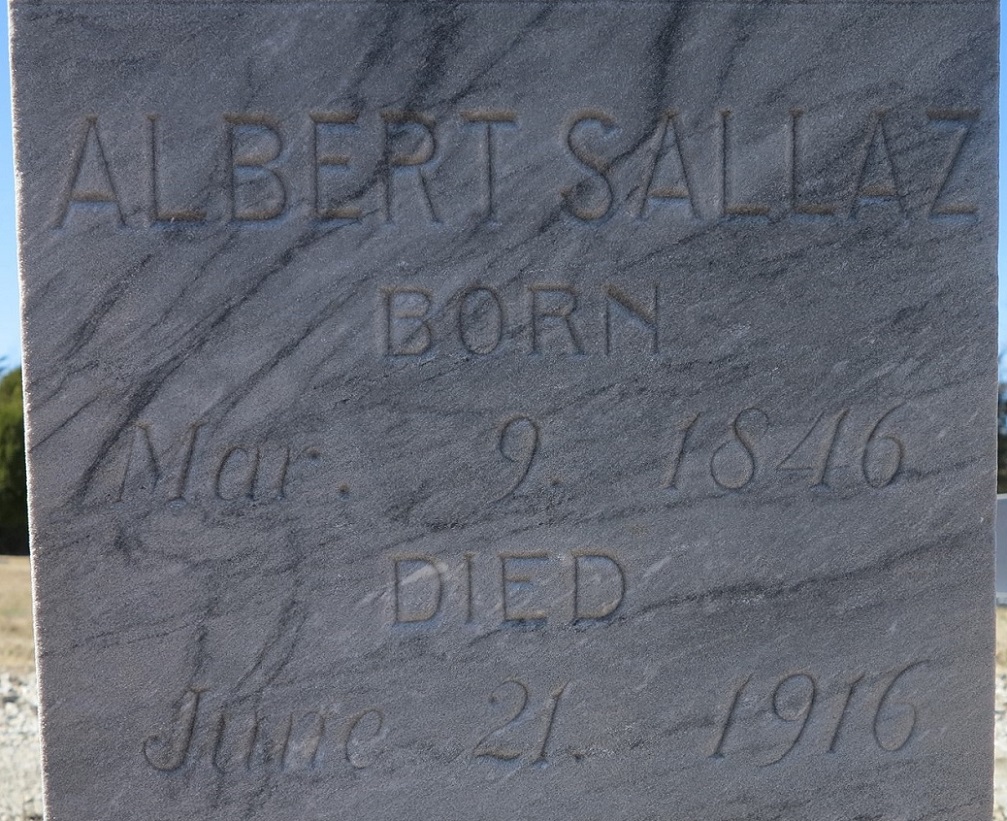 ALBERT SALLAZ
BORN
Mar. 9. 1846
DIED
June 21. 1916